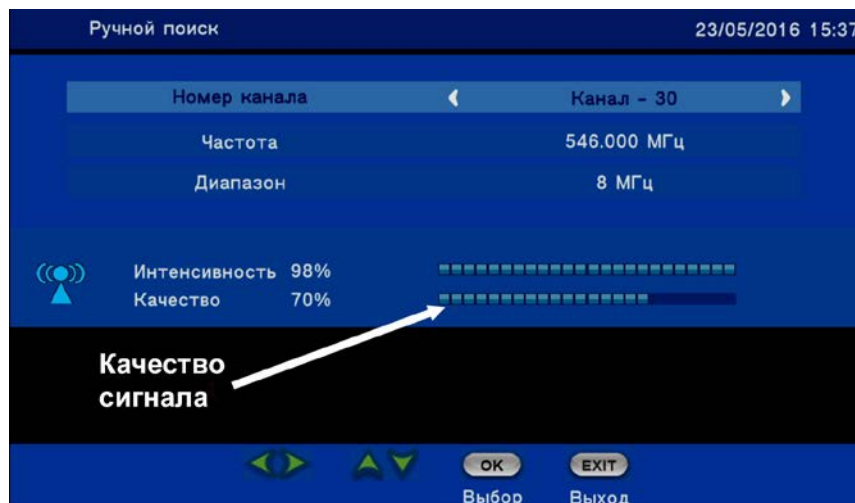 Ручной поиск 23/05/2016 15:37
Номер канала Канал - 30
Частота 546.000 МГц
Диапазон 8 МГц
Интенсивность 98%
Качество 70%
Качество
сигнала
OK EXIT
Выбор Выход